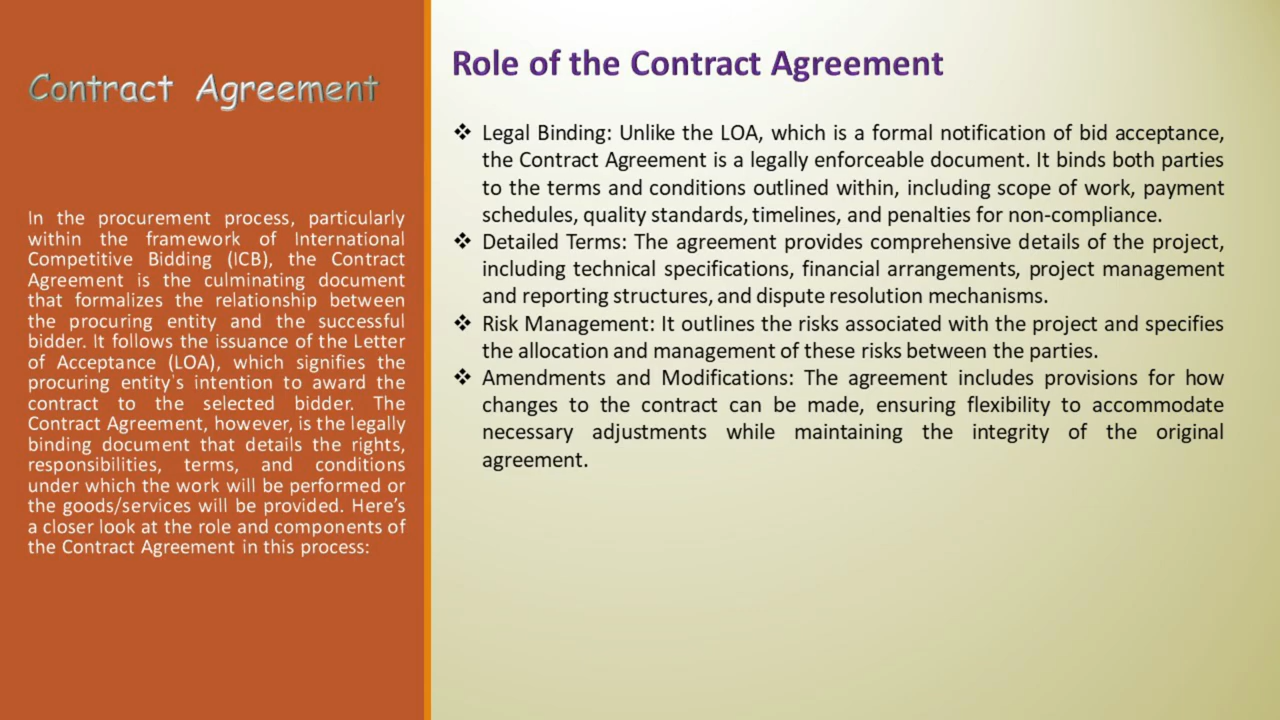 Contract Agreement
In the procurement process, particularly
within the framework of International
Competitive Bidding (ICB), the Contract
Agreement is the culminating document
that formalizes the relationship between
the procuring entity and the successful
bidder. It follows the issuance of the Letter
of Acceptance (LOA), which signifies the
procuring entity's intention to award the
contract to the selected bidder. The
Contract Agreement, however, is the legally
binding document that details the rights,
responsibilities, terms, and conditions
under which the work will be performed or
the goods/services will be provided. Here’s
a closer look at the role and components of
the Contract Agreement in this process:
Role of the Contract Agreement
❖ Legal Binding: Unlike the LOA, which is a formal notification of bid acceptance,
the Contract Agreement is a legally enforceable document. It binds both parties
to the terms and conditions outlined within, including scope of work, payment
schedules, quality standards, timelines, and penalties for non-compliance.
❖ Detailed Terms: The agreement provides comprehensive details of the project,
including technical specifications, financial arrangements, project management
and reporting structures, and dispute resolution mechanisms.
❖ Risk Management: It outlines the risks associated with the project and specifies
the allocation and management of these risks between the parties.
❖ Amendments and Modifications: The agreement includes provisions for how
changes to the contract can be made, ensuring flexibility to accommodate
necessary adjustments while maintaining the integrity of the original
agreement.